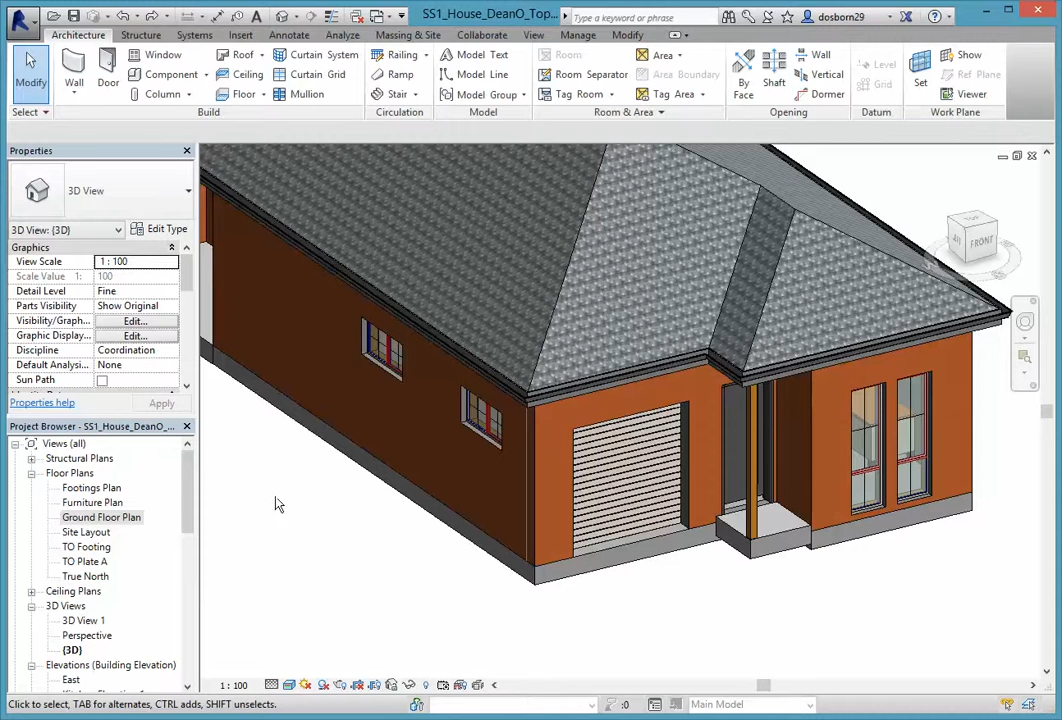 SS1_House_DeanO_Top... Type a keyword or phrase dosborn29
Architecture Structure Systems Insert Annotate Analyze Massing & Site Collaborate View Manage Modify
Modify
Wall
Door
Window
Component
Column
Roof
Ceiling
Floor
Curtain System
Curtain Grid
Mullion
Railing
Ramp
Stair
Model Text
Model Line
Model Group
Room
Room Separator
Tag Room
Area
Area Boundary
Tag Area
By Face
Shaft
Wall
Vertical
Dormer
Level
Grid
Set
Show
Ref Plane
Viewer
Select Build Circulation Model Room & Area Opening Datum Work Plane
Properties
3D View
3D View: {3D} Edit Type
Graphics
View Scale 1 : 100
Scale Value 1: 100
Detail Level Fine
Parts Visibility Show Original
Visibility/Graph... Edit...
Graphic Display... Edit...
Discipline Coordination
Default Analysi... None
Sun Path
Properties help Apply
Project Browser - SS1_House_DeanO_...
Views (all)
Structural Plans
Floor Plans
Footings Plan
Furniture Plan
Ground Floor Plan
Site Layout
TO Footing
TO Plate A
True North
Ceiling Plans
3D Views
3D View 1
Perspective
{3D}
Elevations (Building Elevation)
East
TOP
FRONT
1 : 100
Click to select, TAB for alternates, CTRL adds, SHIFT unselects. :0 Main Model